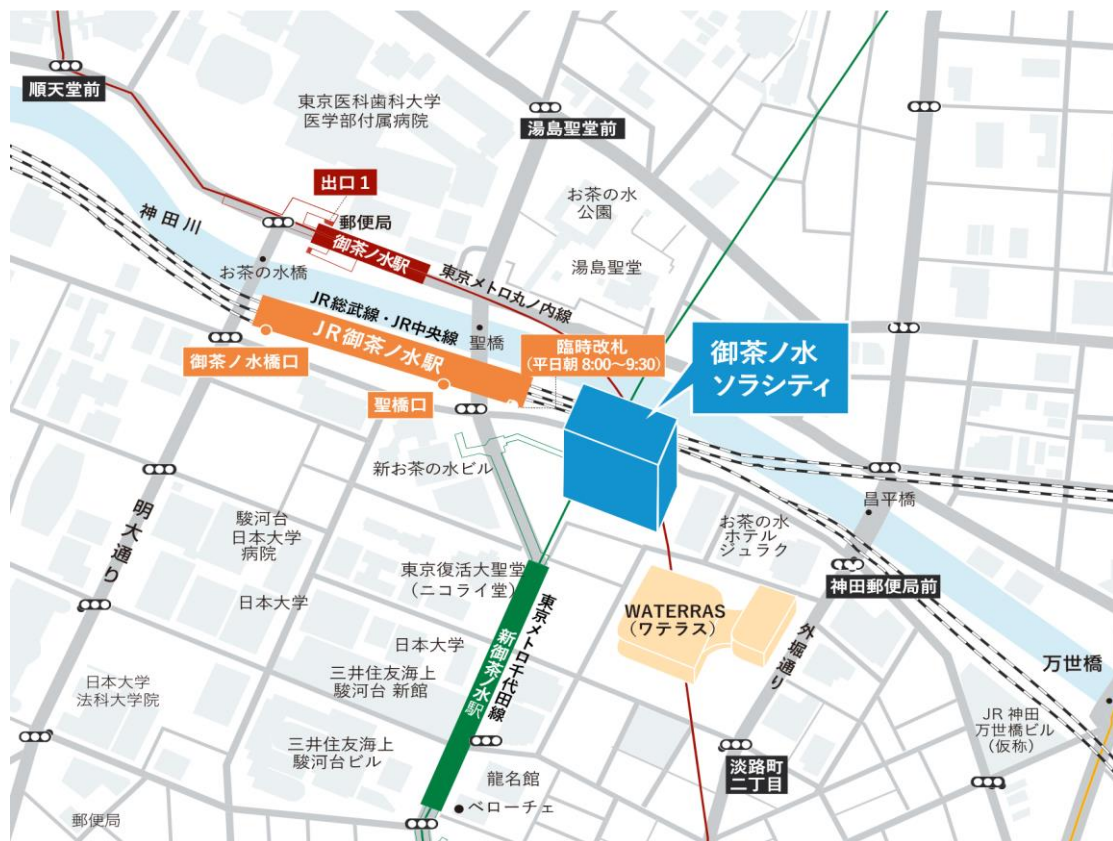 順天堂前
東京医科歯科大学
医学部付属病院
湯島聖堂前
出口1
郵便局
御茶ノ水駅
お茶の水
公園
湯島聖堂
神田川
お茶の水橋
東京メトロ丸ノ内線
JR総武線・JR中央線
JR御茶ノ水駅
聖橋
臨時改札
(平日朝 8:00〜9:30)
御茶ノ水
ソラシティ
御茶ノ水橋口
聖橋口
新お茶の水ビル
明大通り
駿河台
日本大学
病院
お茶の水
ホテル
ジュラク
昌平橋
東京復活大聖堂
(ニコライ堂)
神田郵便局前
日本大学
日本大学
東京メトロ千代田線
新御茶ノ水駅
WATERRAS
(ワテラス)
外堀通り
三井住友海上
駿河台 新館
日本大学
法科大学院
三井住友海上
駿河台ビル
万世橋
JR 神田
万世橋ビル
(仮称)
淡路町
二丁目
龍名館
ベローチェ
郵便局